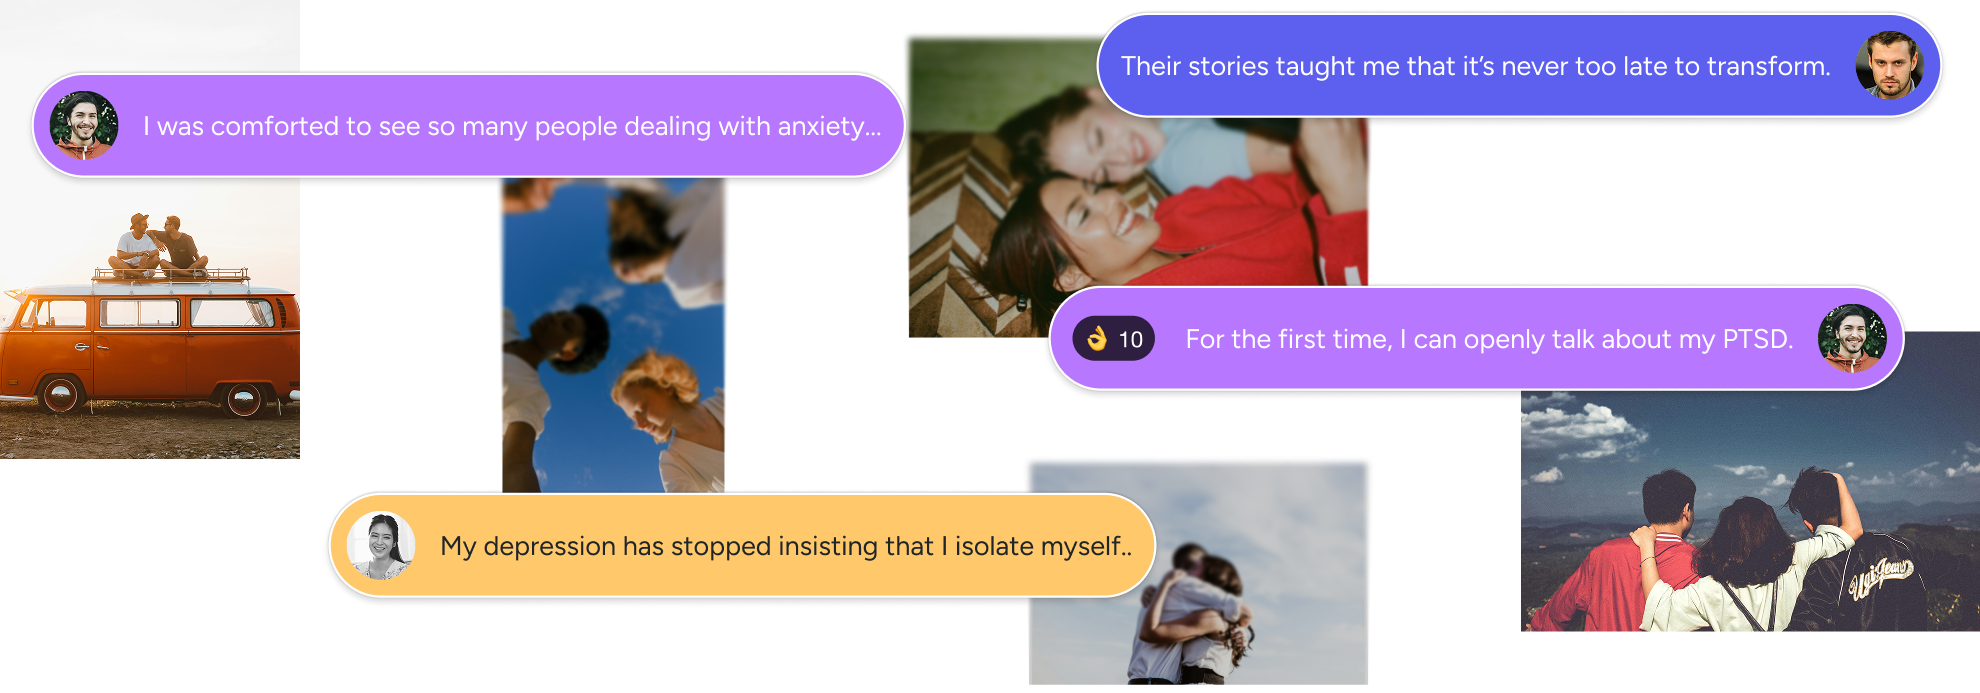 Their stories taught me that it’s never too late to transform.
I was comforted to see so many people dealing with anxiety...
👌 10 For the first time, I can openly talk about my PTSD.
My depression has stopped insisting that I isolate myself..